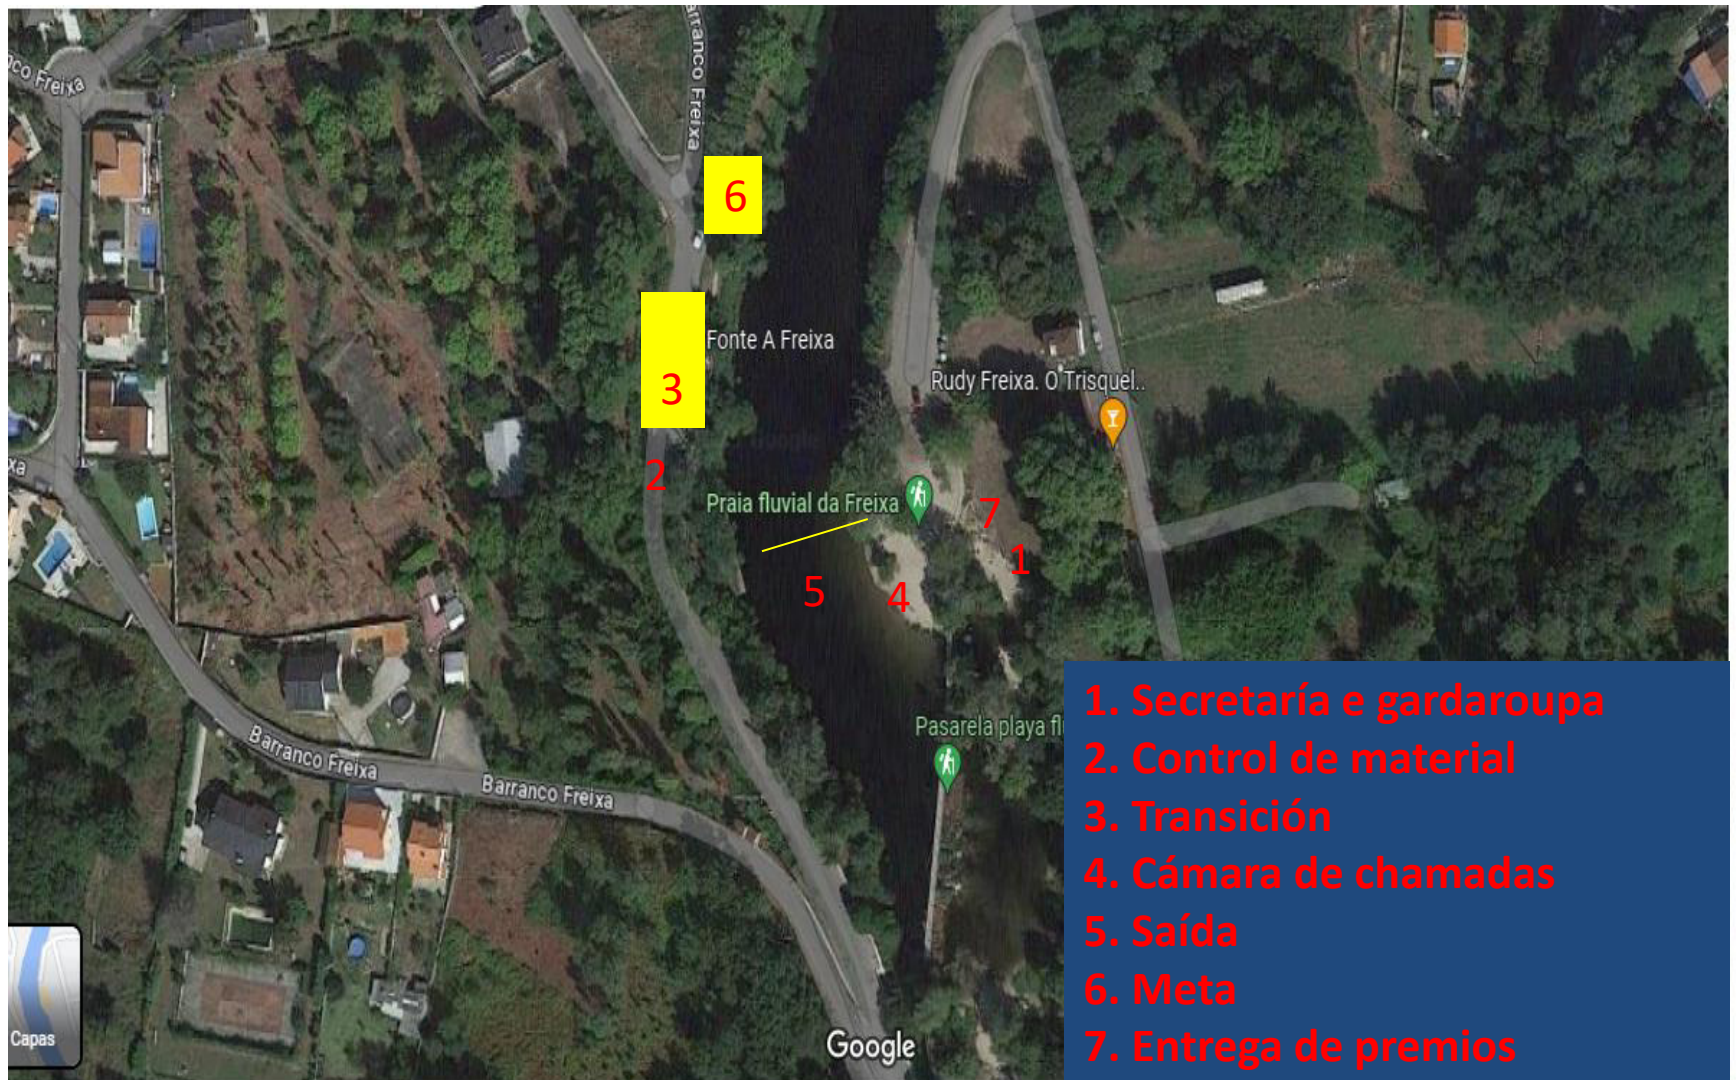 arranco Freixa
nco Freixa
6
Fonte A Freixa
3
Rudy Freixa. O Trisquel..
xa
2
Praia fluvial da Freixa
7
1
5
4
1. Secretaría e gardaroupa
2. Control de material
3. Transición
4. Cámara de chamadas
5. Saída
6. Meta
7. Entrega de premios
Pasarela playa flu
Barranco Freixa
Barranco Freixa
Capas
Google